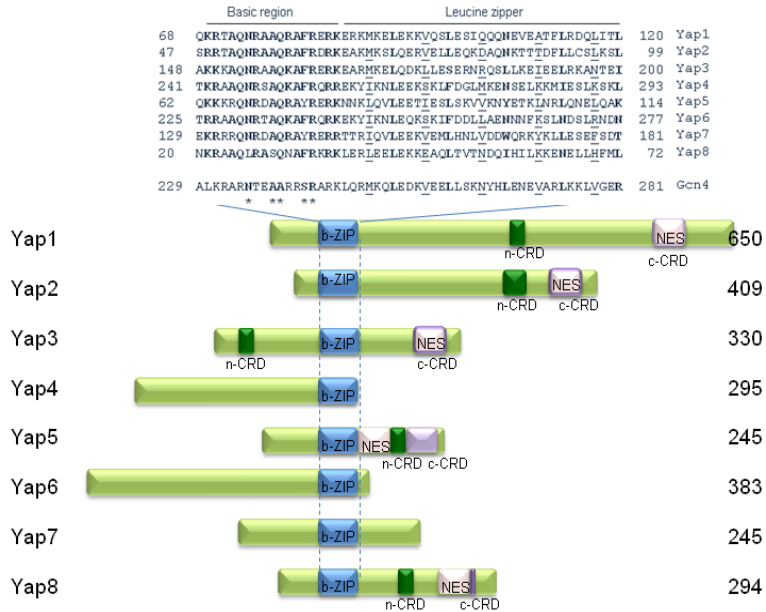 Basic region Leucine zipper
68 QKRTAQNRAAQRAFRERKERKMKELEKKVQSLESIQQQNEVEATFLRDQLITL 120 Yap1
47 SRRTAQNRAAQRAFRDRKEAKMKSLQERVELLEQKDAQNKTTTDFLLCSLKSL 99 Yap2
148 AKKKAQNRAAQRAFRERKEARMKELQDKLLESERNRQSLLKEIEELRKANTEI 200 Yap3
241 TKRAAQNRSAQKAFRQRREKYIKNLEEKSKLFDGLMKENSELKKMIESLKSKL 293 Yap4
62 QKKKRQNRDAQRAYRERKNNKLQVLEETIESLSKVVKNYETKLNRLQNELQAK 114 Yap5
225 TRRAAQNRTAQKAFRQRKEKYIKNLEQKSKIFDDLLAENNNFKSLNDSLRNDN 277 Yap6
129 EKRRRQNRDAQRAYRERRTTRIQVLEEKVEMLHNLVDDWQRKYKLLESEFSDT 181 Yap7
20 NKRAAQLRASQNAFRKRKLERLEELEKKEAQLTVTNDQIHILKKENELLHFML 72 Yap8
229 ALKRARNTEAARRSRARKLQRMKQLEDKVEELLSKNYHLENEVARLKKLVGER 281 Gcn4
* ** **
Yap1 b-ZIP n-CRD NES c-CRD 650
Yap2 b-ZIP n-CRD NES c-CRD 409
Yap3 n-CRD b-ZIP NES c-CRD 330
Yap4 b-ZIP 295
Yap5 b-ZIP NES n-CRD c-CRD 245
Yap6 b-ZIP 383
Yap7 b-ZIP 245
Yap8 b-ZIP n-CRD NES c-CRD 294